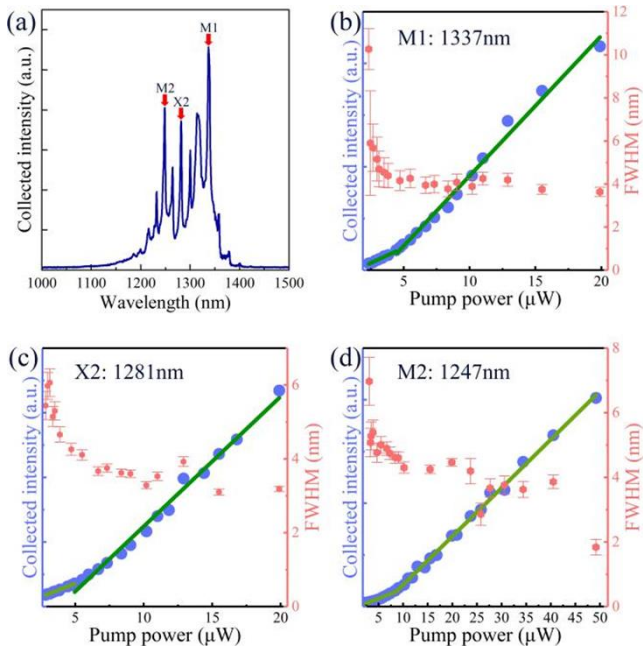 (a)
M1
M2
X2
Collected intensity (a.u.)
1000 1100 1200 1300 1400 1500
Wavelength (nm)
(b)
M1: 1337nm
Collected intensity (a.u.)
12
10
8
6
4
2
0
FWHM (nm)
5 10 15 20
Pump power (μW)
(c)
X2: 1281nm
Collected intensity (a.u.)
6
4
2
0
FWHM (nm)
5 10 15 20
Pump power (μW)
(d)
M2: 1247nm
Collected intensity (a.u.)
8
6
4
2
0
FWHM (nm)
5 10 15 20 25 30 35 40 45 50
Pump power (μW)